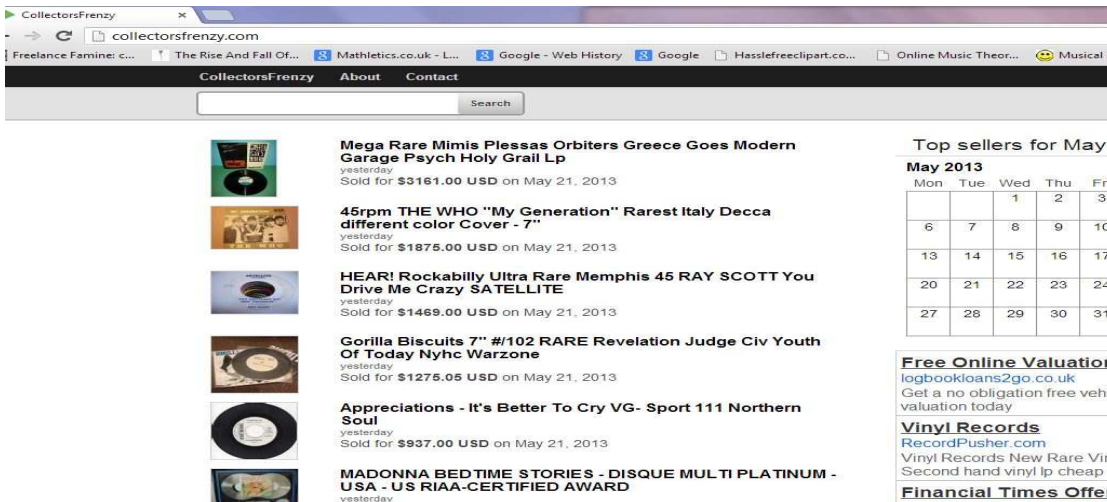 CollectorsFrenzy
collectorsfrenzy.com
Freelance Famine: c... The Rise And Fall Of... Mathletics.co.uk - L... Google - Web History Google Hasslefreeclipart.co... Online Music Theor... Musical
CollectorsFrenzy About Contact
Search
Mega Rare Mimis Plessas Orbiters Greece Goes Modern
Garage Psych Holy Grail Lp
yesterday
Sold for $3161.00 USD on May 21, 2013
45rpm THE WHO "My Generation" Rarest Italy Decca
different color Cover - 7"
yesterday
Sold for $1875.00 USD on May 21, 2013
HEAR! Rockabilly Ultra Rare Memphis 45 RAY SCOTT You
Drive Me Crazy SATELLITE
yesterday
Sold for $1469.00 USD on May 21, 2013
Gorilla Biscuits 7" #/102 RARE Revelation Judge Civ Youth
Of Today Nyhc Warzone
yesterday
Sold for $1275.05 USD on May 21, 2013
Appreciations - It's Better To Cry VG- Sport 111 Northern
Soul
yesterday
Sold for $937.00 USD on May 21, 2013
MADONNA BEDTIME STORIES - DISQUE MULTI PLATINUM -
USA - US RIAA-CERTIFIED AWARD
yesterday
Top sellers for May
May 2013
Mon Tue Wed Thu Fr
1 2 3
6 7 8 9 10
13 14 15 16 17
20 21 22 23 24
27 28 29 30 31
Free Online Valuation
logbookloans2go.co.uk
Get a no obligation free veh
valuation today
Vinyl Records
RecordPusher.com
Vinyl Records New Rare Vin
Second hand vinyl lp cheap
Financial Times Offe